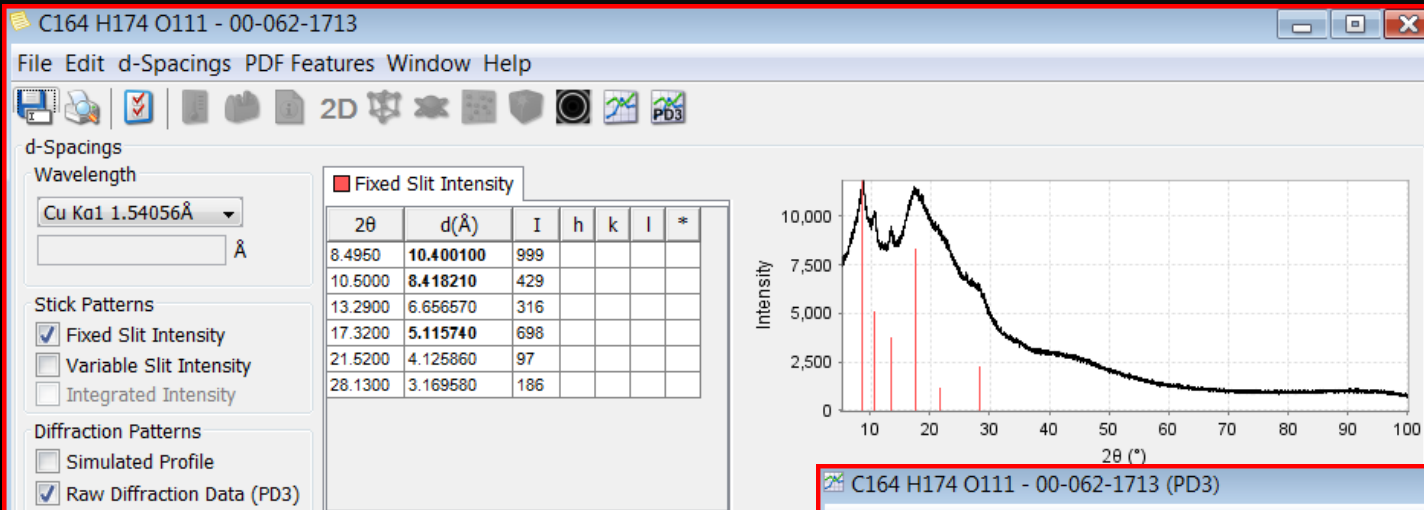 C164 H174 O111 - 00-062-1713
File Edit d-Spacings PDF Features Window Help
2D PD3
d-Spacings
Wavelength
Cu Kα1 1.54056Å
Å
Stick Patterns
Fixed Slit Intensity
Variable Slit Intensity
Integrated Intensity
Diffraction Patterns
Simulated Profile
Raw Diffraction Data (PD3)
Fixed Slit Intensity
2θ d(Å) I h k l *
8.4950 10.400100 999
10.5000 8.418210 429
13.2900 6.656570 316
17.3200 5.115740 698
21.5200 4.125860 97
28.1300 3.169580 186
Intensity
10,000
7,500
5,000
2,500
0
10 20 30 40 50 60 70 80 90 100
2θ (°)
C164 H174 O111 - 00-062-1713 (PD3)